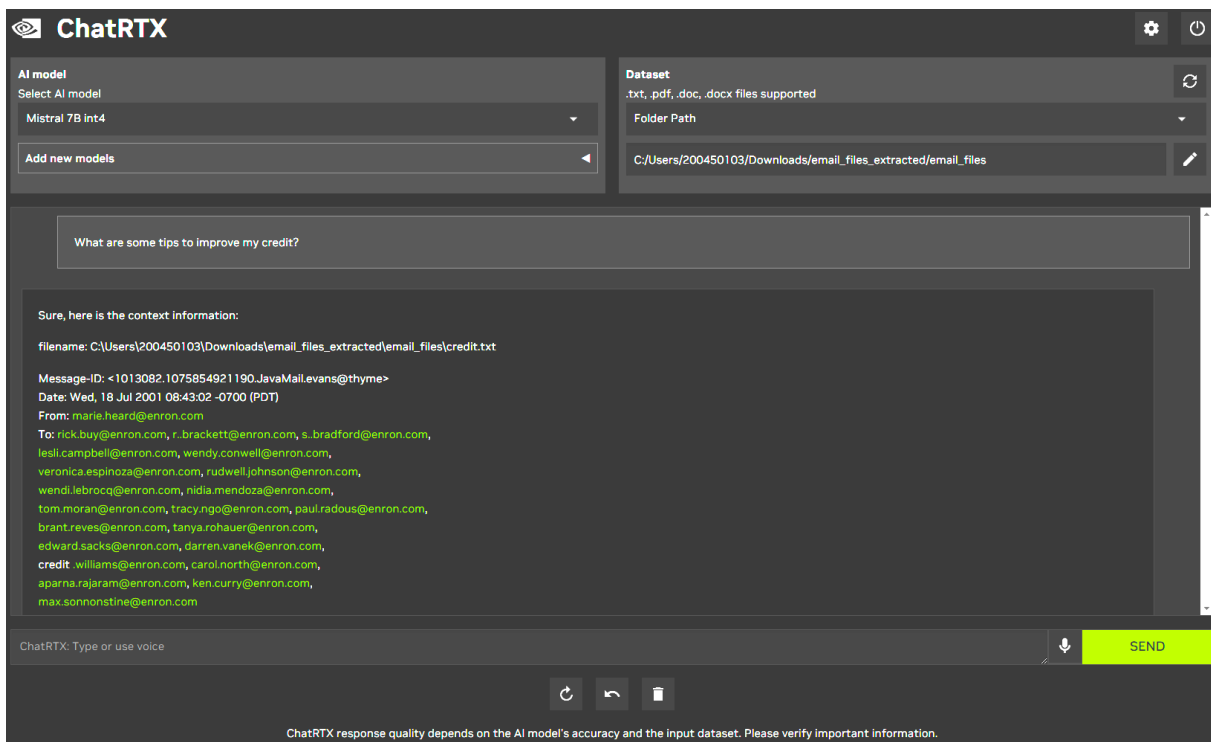 ChatRTX
AI model
Select AI model
Mistral 7B int4
Add new models
Dataset
.txt, .pdf, .doc, .docx files supported
Folder Path
C:/Users/200450103/Downloads/email_files_extracted/email_files
What are some tips to improve my credit?
Sure, here is the context information:
filename: C:\Users\200450103\Downloads\email_files_extracted\email_files\credit.txt
Message-ID: <1013082.1075854921190.JavaMail.evans@thyme>
Date: Wed, 18 Jul 2001 08:43:02 -0700 (PDT)
From: marie.heard@enron.com
To: rick.buy@enron.com, r..brackett@enron.com, s..bradford@enron.com,
lesli.campbell@enron.com, wendy.conwell@enron.com,
veronica.espinoza@enron.com, rudwell.johnson@enron.com,
wendi.lebrocq@enron.com, nidia.mendoza@enron.com,
tom.moran@enron.com, tracy.ngo@enron.com, paul.radous@enron.com,
brant.reves@enron.com, tanya.rohauer@enron.com,
edward.sacks@enron.com, darren.vanek@enron.com,
credit .williams@enron.com, carol.north@enron.com,
aparna.rajaram@enron.com, ken.curry@enron.com,
max.sonnonstine@enron.com
ChatRTX: Type or use voice
SEND
ChatRTX response quality depends on the AI model's accuracy and the input dataset. Please verify important information.